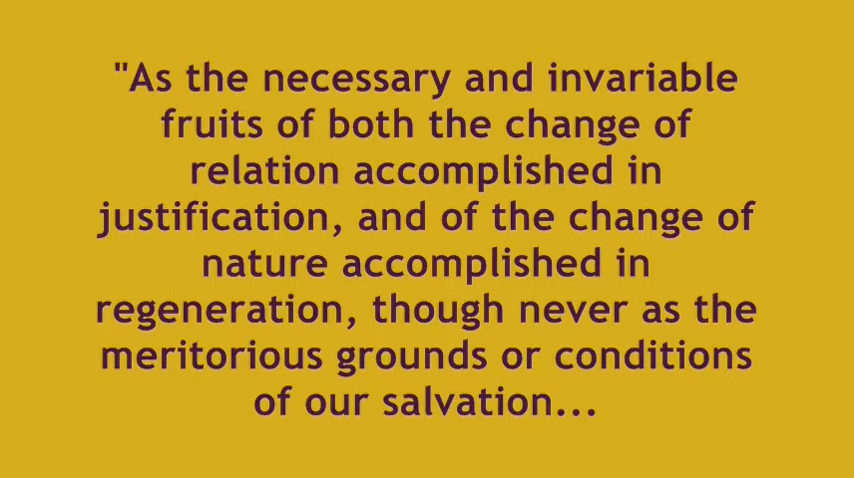 "As the necessary and invariable
fruits of both the change of
relation accomplished in
justification, and of the change of
nature accomplished in
regeneration, though never as the
meritorious grounds or conditions
of our salvation...